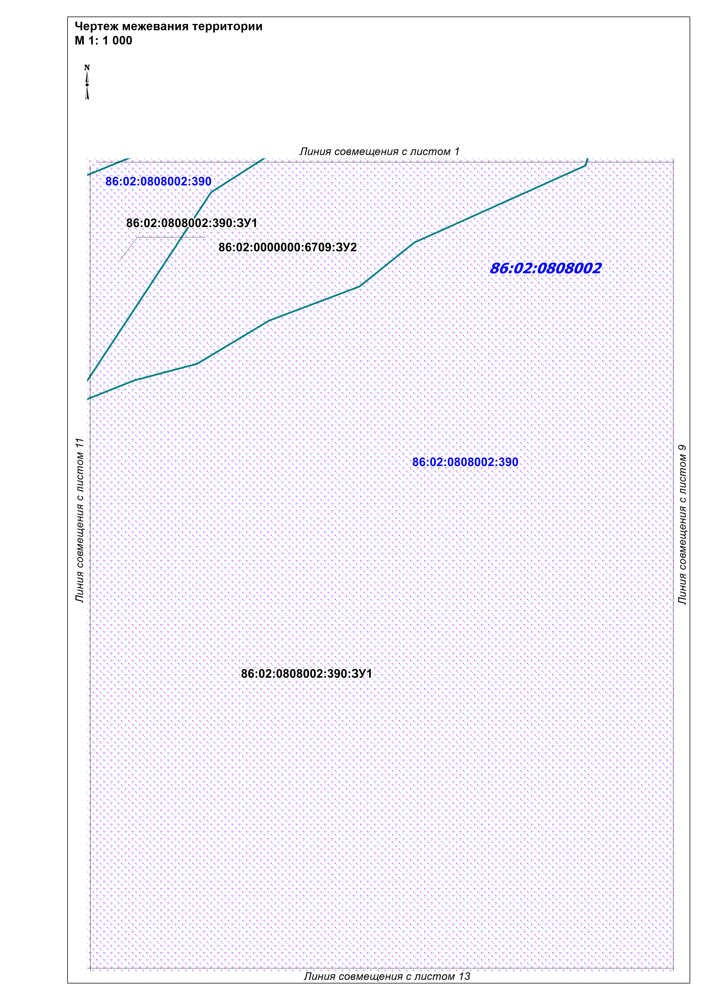 Чертеж межевания территории
М 1: 1 000
N
Линия совмещения с листом 1
86:02:0808002:390
86:02:0808002:390:ЗУ1
86:02:0000000:6709:ЗУ2
86:02:0808002
Линия совмещения с листом 11
86:02:0808002:390
Линия совмещения с листом 9
86:02:0808002:390:ЗУ1
Линия совмещения с листом 13